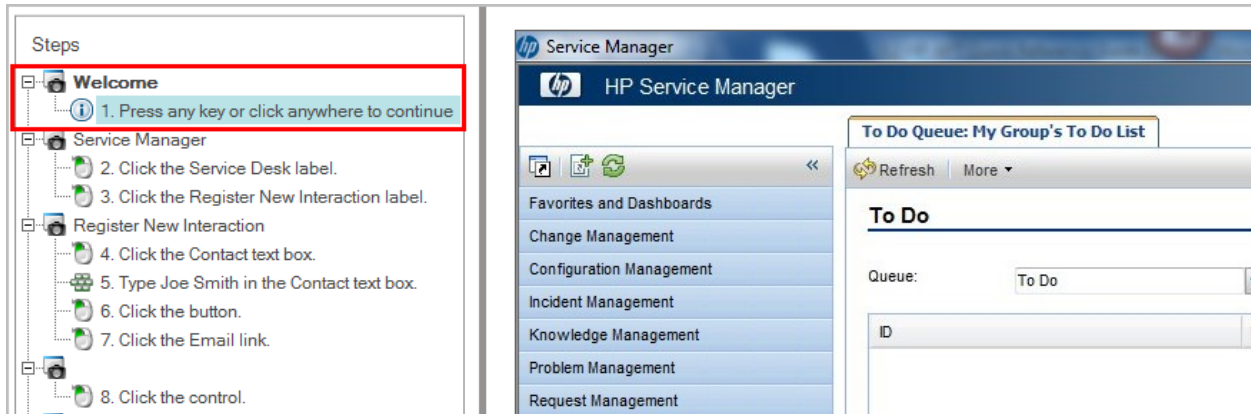 Steps
Welcome
1. Press any key or click anywhere to continue
Service Manager
2. Click the Service Desk label.
3. Click the Register New Interaction label.
Register New Interaction
4. Click the Contact text box.
5. Type Joe Smith in the Contact text box.
6. Click the button.
7. Click the Email link.
8. Click the control.
hp Service Manager
hp HP Service Manager
To Do Queue: My Group's To Do List
«
Refresh More
Favorites and Dashboards
Change Management
Configuration Management
Incident Management
Knowledge Management
Problem Management
Request Management
To Do
Queue: To Do
ID